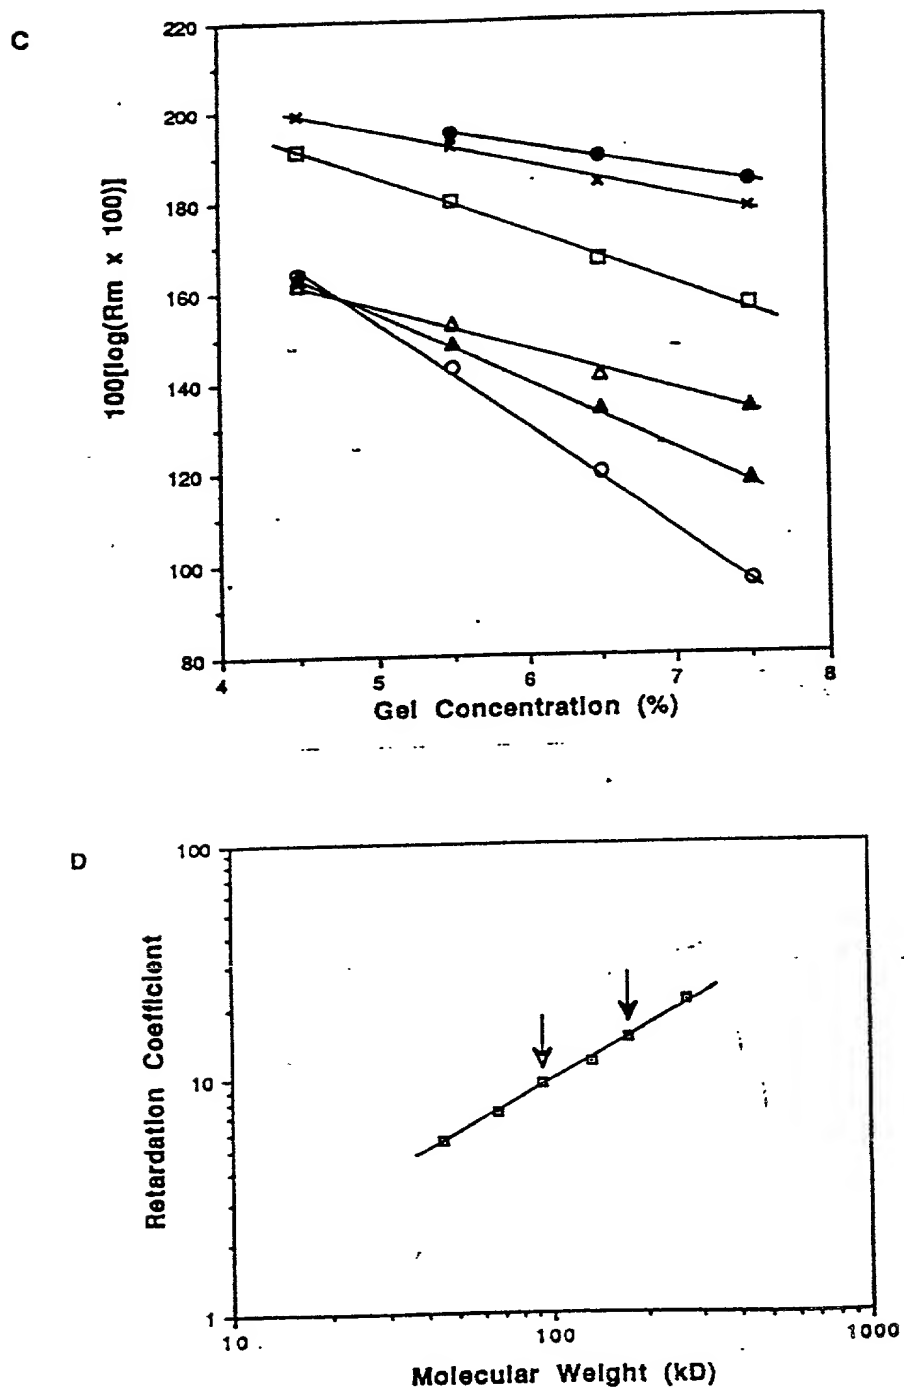 C
220
200
180
160
140
120
100
80
100[log(Rm x 100)]
4 5 6 7 8
Gel Concentration (%)
D
100
10
1
Retardation Coefficient
10 100 1000
Molecular Weight (kD)